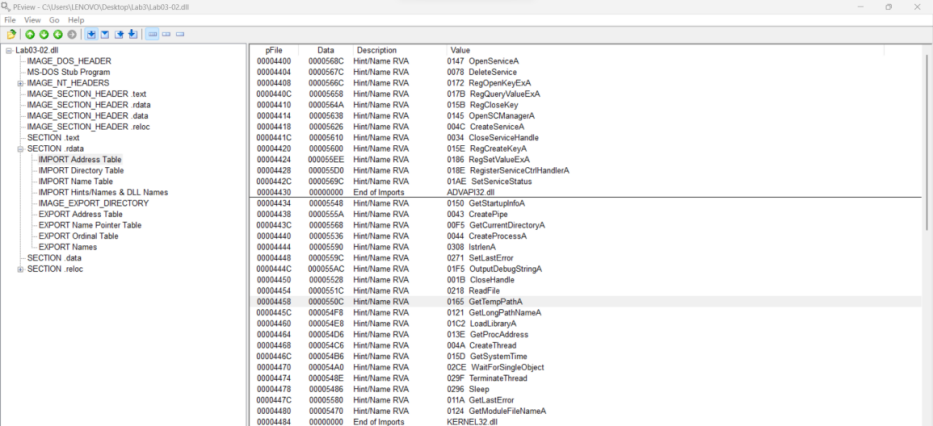 PEview - C:\Users\LENOVO\Desktop\Lab3\Lab03-02.dll
File View Go Help
Lab03-02.dll
IMAGE_DOS_HEADER
MS-DOS Stub Program
IMAGE_NT_HEADERS
IMAGE_SECTION_HEADER .text
IMAGE_SECTION_HEADER .rdata
IMAGE_SECTION_HEADER .data
IMAGE_SECTION_HEADER .reloc
SECTION .text
SECTION .rdata
IMPORT Address Table
IMPORT Directory Table
IMPORT Name Table
IMPORT Hints/Names & DLL Names
IMAGE_EXPORT_DIRECTORY
EXPORT Address Table
EXPORT Name Pointer Table
EXPORT Ordinal Table
EXPORT Names
SECTION .data
SECTION .reloc
pFile Data Description Value
00004400 0000568C Hint/Name RVA 0147 OpenServiceA
00004404 0000567C Hint/Name RVA 0078 DeleteService
00004408 0000566C Hint/Name RVA 0172 RegOpenKeyExA
0000440C 00005658 Hint/Name RVA 017B RegQueryValueExA
00004410 0000564A Hint/Name RVA 015B RegCloseKey
00004414 00005638 Hint/Name RVA 0145 OpenSCManagerA
00004418 00005626 Hint/Name RVA 004C CreateServiceA
0000441C 00005610 Hint/Name RVA 0034 CloseServiceHandle
00004420 00005600 Hint/Name RVA 015E RegCreateKeyA
00004424 000055EE Hint/Name RVA 0186 RegSetValueExA
00004428 000055D0 Hint/Name RVA 018E RegisterServiceCtrlHandlerA
0000442C 0000569C Hint/Name RVA 01AE SetServiceStatus
00004430 00000000 End of Imports ADVAPI32.dll
00004434 00005548 Hint/Name RVA 0150 GetStartupInfoA
00004438 0000555A Hint/Name RVA 0043 CreatePipe
0000443C 00005568 Hint/Name RVA 00F5 GetCurrentDirectoryA
00004440 00005536 Hint/Name RVA 0044 CreateProcessA
00004444 00005590 Hint/Name RVA 0308 lstrlenA
00004448 0000559C Hint/Name RVA 0271 SetLastError
0000444C 000055AC Hint/Name RVA 01F5 OutputDebugStringA
00004450 00005528 Hint/Name RVA 001B CloseHandle
00004454 0000551C Hint/Name RVA 0218 ReadFile
00004458 0000550C Hint/Name RVA 0165 GetTempPathA
0000445C 000054F8 Hint/Name RVA 0121 GetLongPathNameA
00004460 000054E8 Hint/Name RVA 01C2 LoadLibraryA
00004464 000054D6 Hint/Name RVA 013E GetProcAddress
00004468 000054C6 Hint/Name RVA 004A CreateThread
0000446C 000054B6 Hint/Name RVA 015D GetSystemTime
00004470 000054A0 Hint/Name RVA 02CE WaitForSingleObject
00004474 0000548E Hint/Name RVA 029F TerminateThread
00004478 00005486 Hint/Name RVA 0296 Sleep
0000447C 00005580 Hint/Name RVA 011A GetLastError
00004480 00005470 Hint/Name RVA 0124 GetModuleFileNameA
00004484 00000000 End of Imports KERNEL32.dll